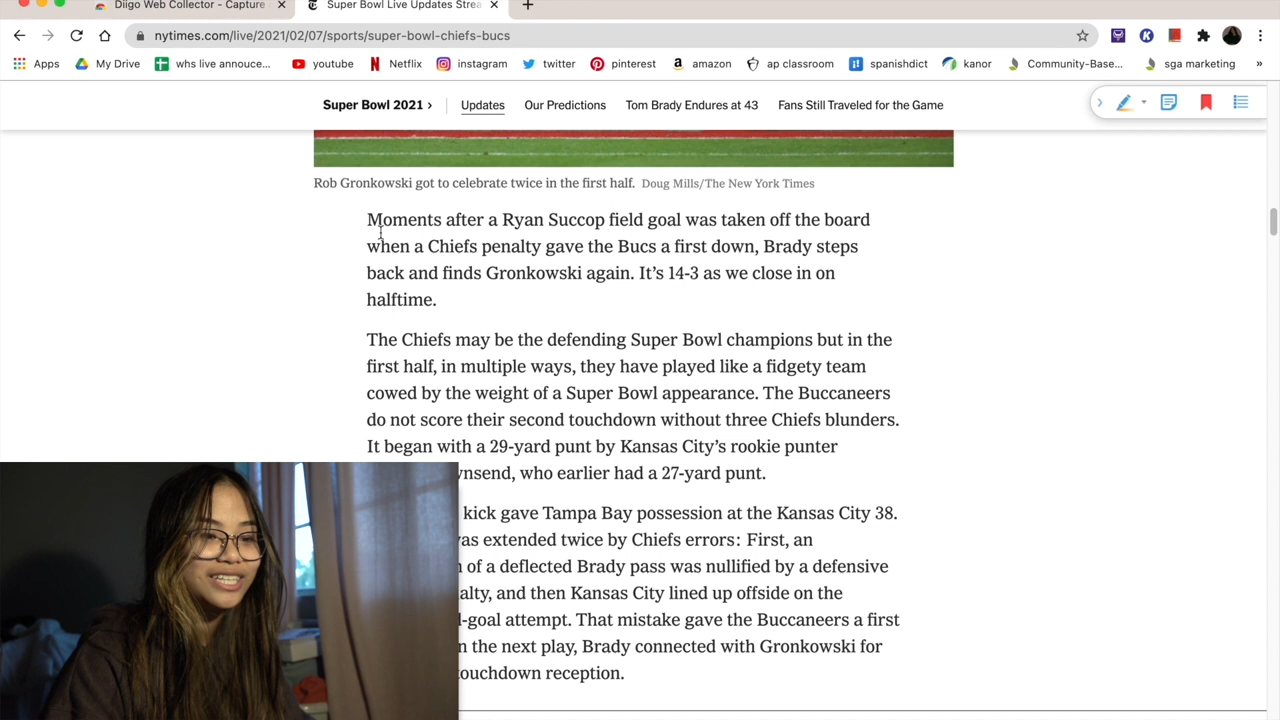 Diigo Web Collector - Capture
Super Bowl Live Updates Strea
nytimes.com/live/2021/02/07/sports/super-bowl-chiefs-bucs
Apps My Drive whs live annouce... youtube Netflix instagram twitter pinterest amazon ap classroom spanishdict kanor Community-Base... sga marketing »
Super Bowl 2021 › Updates Our Predictions Tom Brady Endures at 43 Fans Still Traveled for the Game
Rob Gronkowski got to celebrate twice in the first half. Doug Mills/The New York Times
Moments after a Ryan Succop field goal was taken off the board
when a Chiefs penalty gave the Bucs a first down, Brady steps
back and finds Gronkowski again. It’s 14-3 as we close in on
halftime.
The Chiefs may be the defending Super Bowl champions but in the
first half, in multiple ways, they have played like a fidgety team
cowed by the weight of a Super Bowl appearance. The Buccaneers
do not score their second touchdown without three Chiefs blunders.
It began with a 29-yard punt by Kansas City’s rookie punter
wnsend, who earlier had a 27-yard punt.
kick gave Tampa Bay possession at the Kansas City 38.
as extended twice by Chiefs errors: First, an
n of a deflected Brady pass was nullified by a defensive
alty, and then Kansas City lined up offside on the
l-goal attempt. That mistake gave the Buccaneers a first
n the next play, Brady connected with Gronkowski for
touchdown reception.